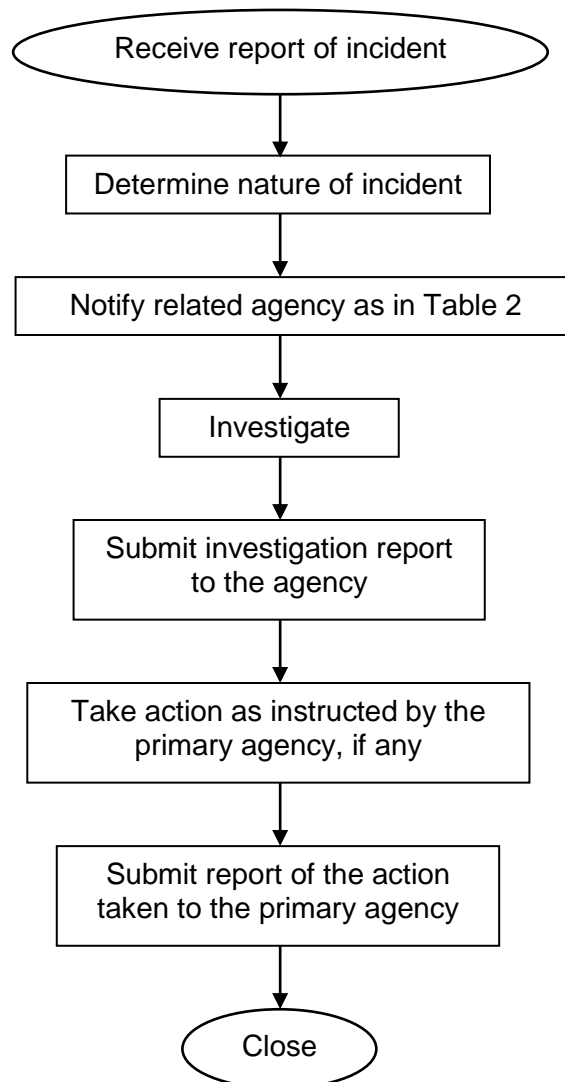 Receive report of incident
Determine nature of incident
Notify related agency as in Table 2
Investigate
Submit investigation report
to the agency
Take action as instructed by the
primary agency, if any
Submit report of the action
taken to the primary agency
Close